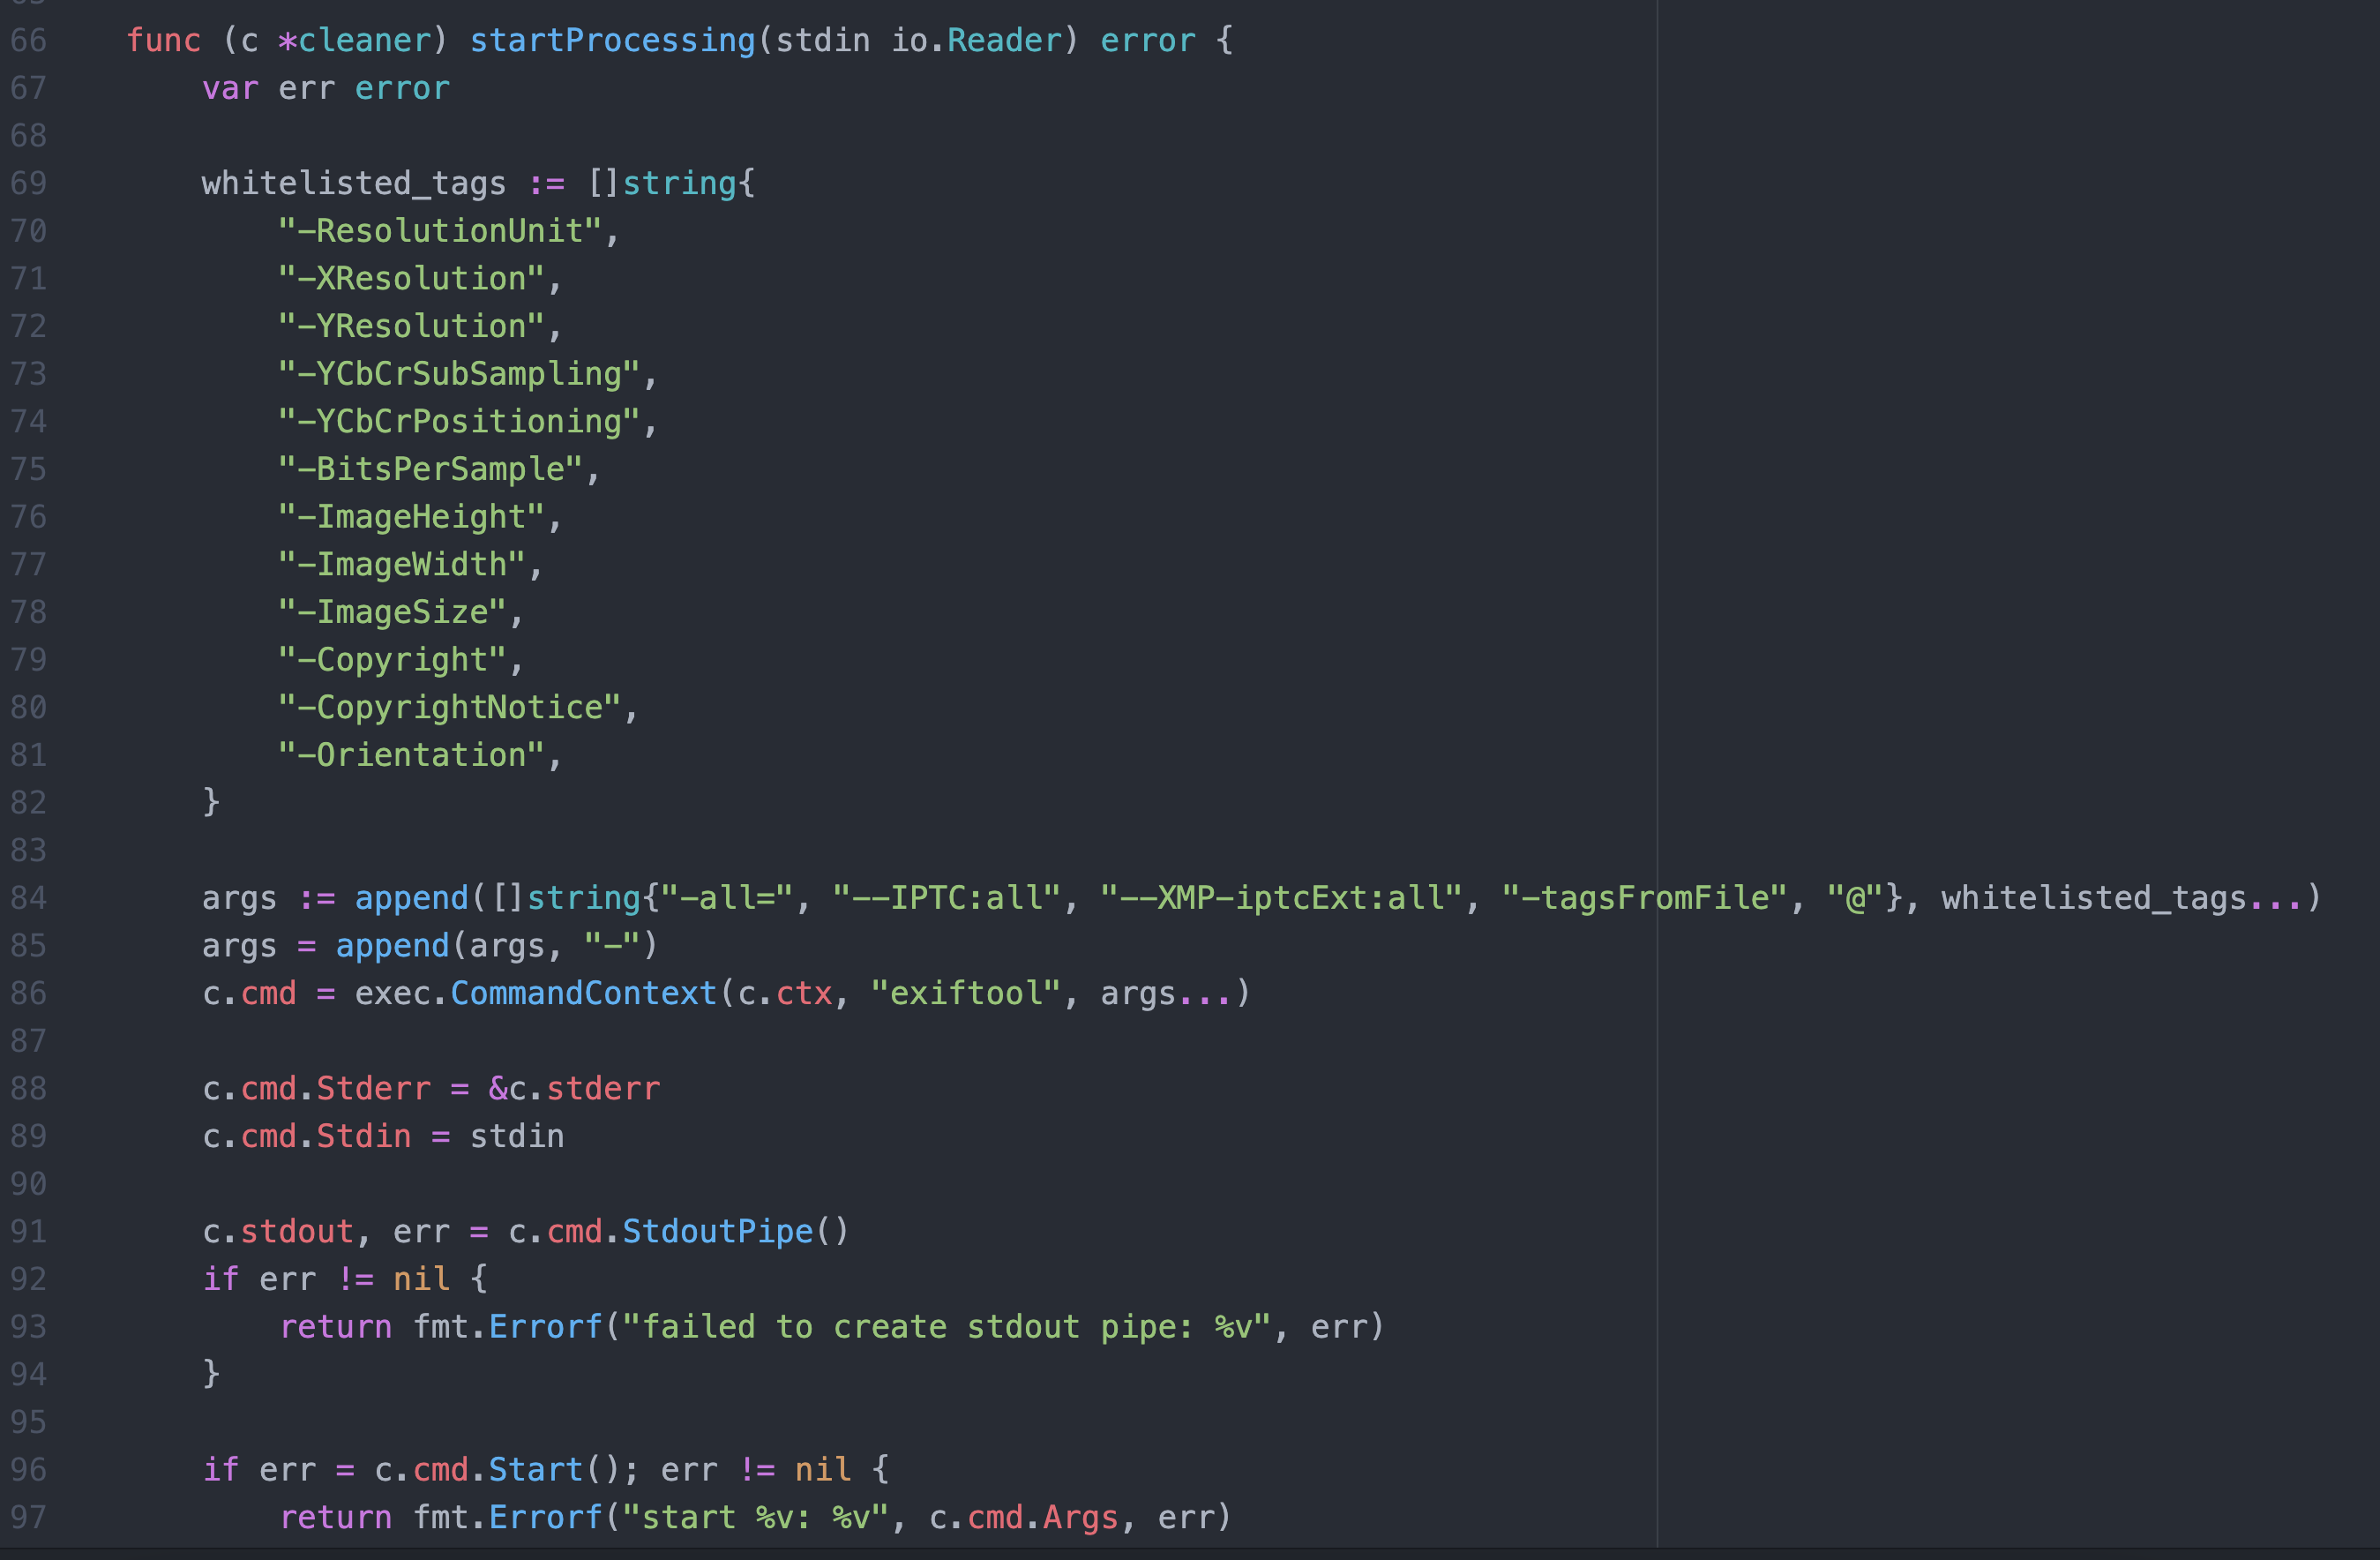 66 func (c *cleaner) startProcessing(stdin io.Reader) error {
67 var err error
68
69 whitelisted_tags := []string{
70 "-ResolutionUnit",
71 "-XResolution",
72 "-YResolution",
73 "-YCbCrSubSampling",
74 "-YCbCrPositioning",
75 "-BitsPerSample",
76 "-ImageHeight",
77 "-ImageWidth",
78 "-ImageSize",
79 "-Copyright",
80 "-CopyrightNotice",
81 "-Orientation",
82 }
83
84 args := append([]string{"-all=", "--IPTC:all", "--XMP-iptcExt:all", "-tagsFromFile", "@"}, whitelisted_tags...)
85 args = append(args, "-")
86 c.cmd = exec.CommandContext(c.ctx, "exiftool", args...)
87
88 c.cmd.Stderr = &c.stderr
89 c.cmd.Stdin = stdin
90
91 c.stdout, err = c.cmd.StdoutPipe()
92 if err != nil {
93 return fmt.Errorf("failed to create stdout pipe: %v", err)
94 }
95
96 if err = c.cmd.Start(); err != nil {
97 return fmt.Errorf("start %v: %v", c.cmd.Args, err)